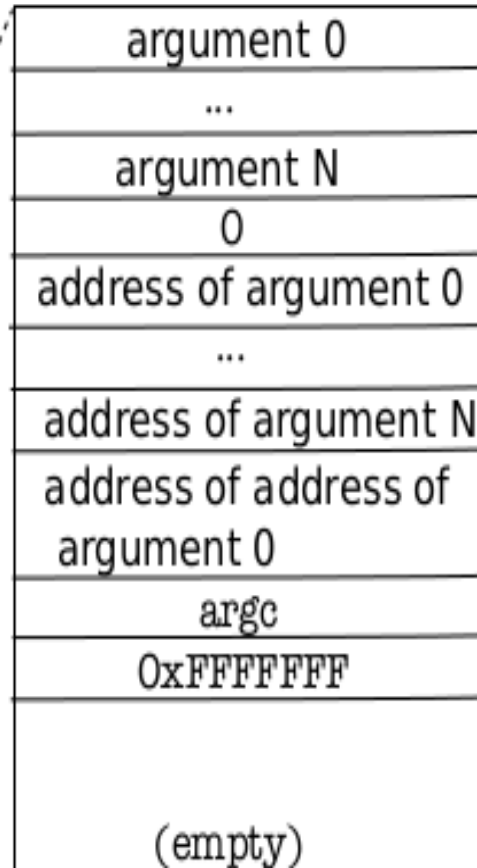 argument 0
...
argument N
0
address of argument 0
...
address of argument N
address of address of
argument 0
argc
0xFFFFFFF
(empty)